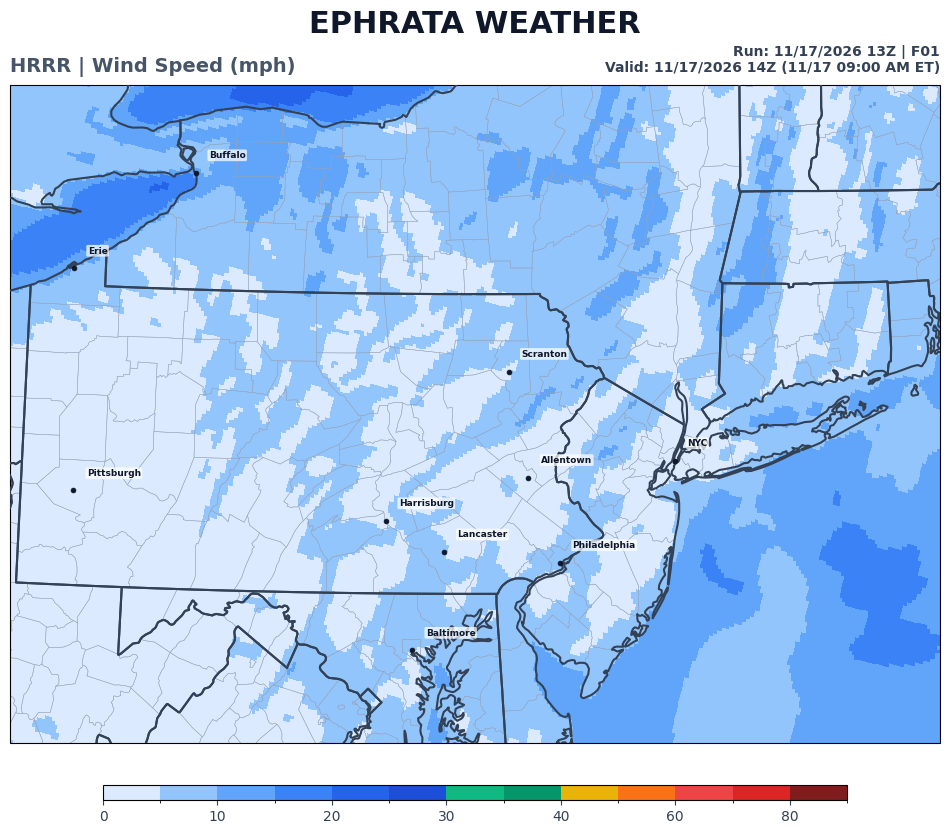 EPHRATA WEATHER
HRRR | Wind Speed (mph)
Run: 11/17/2026 13Z | F01
Valid: 11/17/2026 14Z (11/17 09:00 AM ET)
Buffalo
Erie
Scranton
NYC
Allentown
Pittsburgh
Harrisburg
Lancaster
Philadelphia
Baltimore
0 10 20 30 40 50 60 70 80